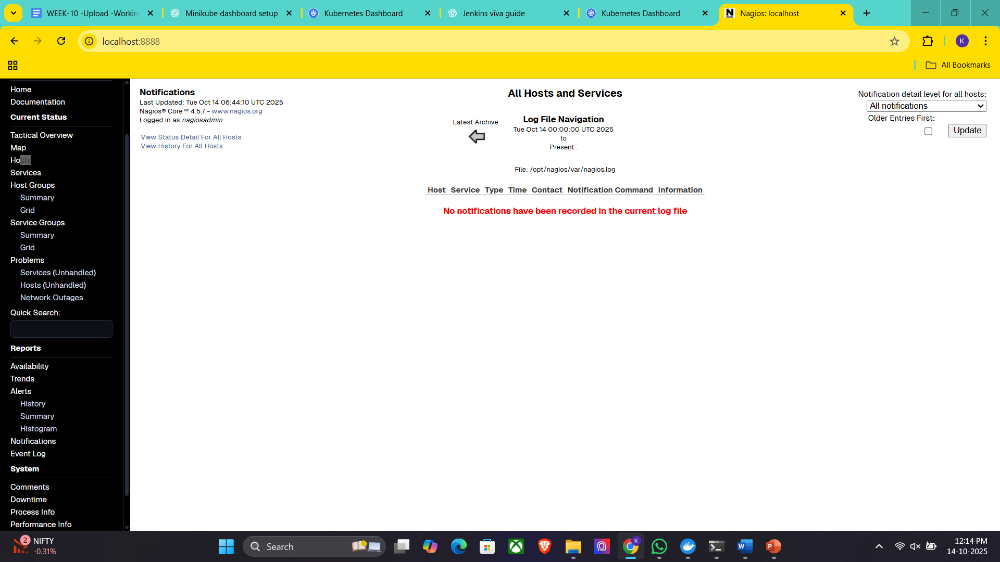 WEEK-10 -Upload -Workin
Minikube dashboard setup
Kubernetes Dashboard
Jenkins viva guide
Kubernetes Dashboard
Nagios: localhost
localhost:8888
K
All Bookmarks
Home
Documentation
Current Status
Tactical Overview
Map
Hosts
Services
Host Groups
Summary
Grid
Service Groups
Summary
Grid
Problems
Services (Unhandled)
Hosts (Unhandled)
Network Outages
Quick Search:
Reports
Availability
Trends
Alerts
History
Summary
Histogram
Notifications
Event Log
System
Comments
Downtime
Process Info
Performance Info
Notifications
Last Updated: Tue Oct 14 06:44:10 UTC 2025
Nagios® Core™ 4.5.7 - www.nagios.org
Logged in as nagiosadmin
View Status Detail For All Hosts
View History For All Hosts
All Hosts and Services
Latest Archive
Log File Navigation
Tue Oct 14 00:00:00 UTC 2025
to
Present..
File: /opt/nagios/var/nagios.log
Notification detail level for all hosts:
All notifications
Older Entries First:
Update
Host Service Type Time Contact Notification Command Information
No notifications have been recorded in the current log file
2
NIFTY
-0.31%
Search
K
W
P
12:14 PM
14-10-2025